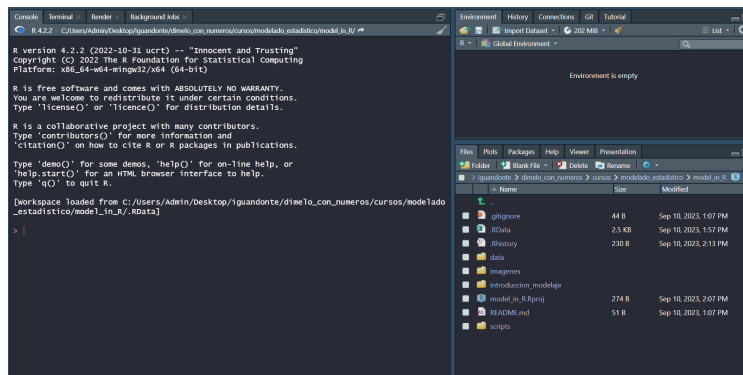 Console Terminal Render Background Jobs
R 4.2.2 · C:/Users/Admin/Desktop/iguandonte/dimelo_con_numeros/cursos/modelado_estadistico/model_in_R/
R version 4.2.2 (2022-10-31 ucrt) -- "Innocent and Trusting"
Copyright (C) 2022 The R Foundation for Statistical Computing
Platform: x86_64-w64-mingw32/x64 (64-bit)
R is free software and comes with ABSOLUTELY NO WARRANTY.
You are welcome to redistribute it under certain conditions.
Type 'license()' or 'licence()' for distribution details.
R is a collaborative project with many contributors.
Type 'contributors()' for more information and
'citation()' on how to cite R or R packages in publications.
Type 'demo()' for some demos, 'help()' for on-line help, or
'help.start()' for an HTML browser interface to help.
Type 'q()' to quit R.
[Workspace loaded from C:/Users/Admin/Desktop/iguandonte/dimelo_con_numeros/cursos/modelado
_estadistico/model_in_R/.RData]
>
Environment History Connections Git Tutorial
Import Dataset 202 MiB List
R Global Environment
Environment is empty
Files Plots Packages Help Viewer Presentation
Folder Blank File Delete Rename
iguandonte > dimelo_con_numeros > cursos > modelado_estadistico > model_in_R
Name Size Modified
..
.gitignore 44 B Sep 10, 2023, 1:07 PM
.RData 2.5 KB Sep 10, 2023, 1:57 PM
.Rhistory 230 B Sep 10, 2023, 2:13 PM
data
imagenes
introduccion_modelaje
model_in_R.Rproj 274 B Sep 10, 2023, 2:07 PM
README.md 51 B Sep 10, 2023, 1:07 PM
scripts